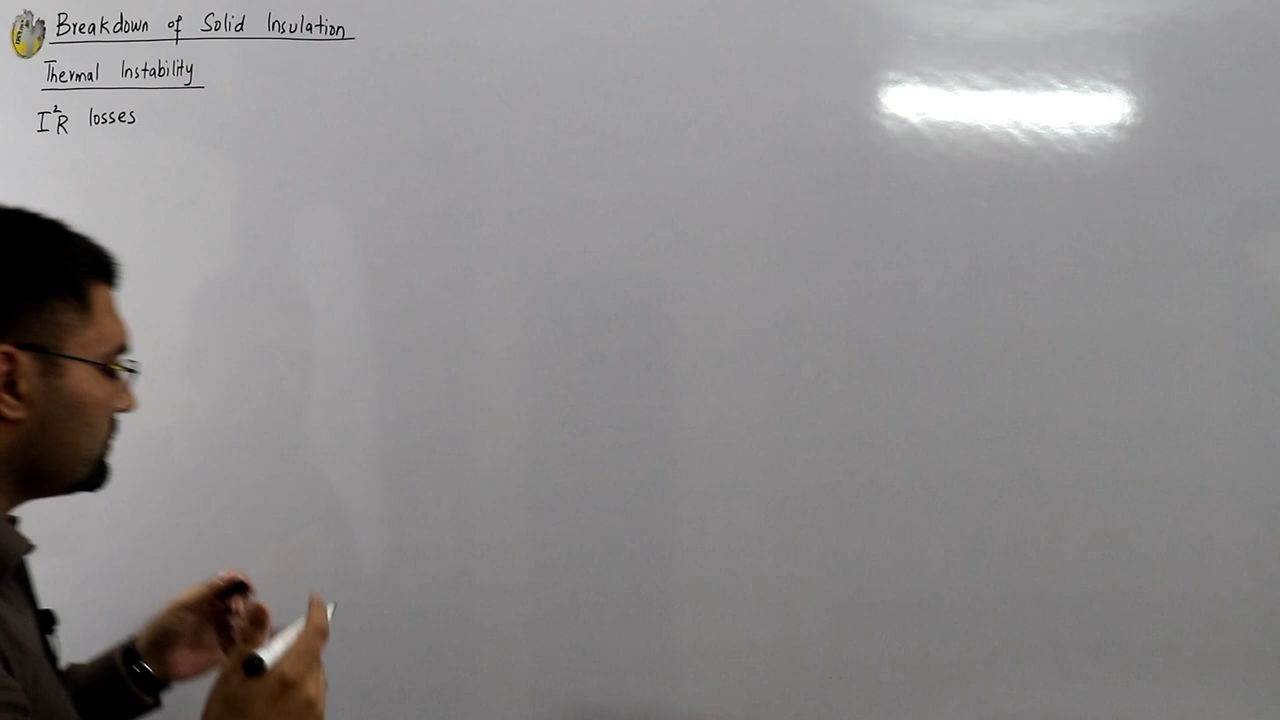 Breakdown of Solid Insulation
Thermal Instability
I²R losses